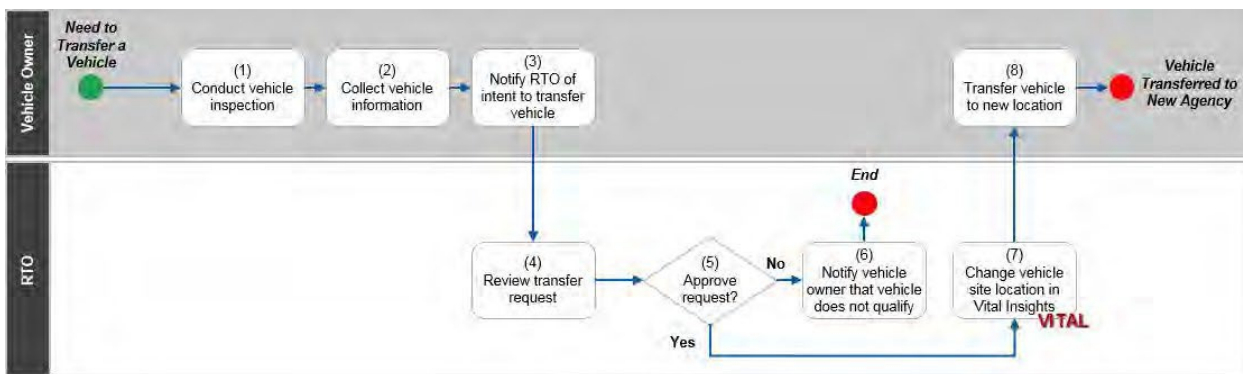 Vehicle Owner
Need to
Transfer a
Vehicle
(1)
Conduct vehicle
inspection
(2)
Collect vehicle
information
(3)
Notify RTO of
intent to transfer
vehicle
(8)
Transfer vehicle
to new location
Vehicle
Transferred to
New Agency
RTO
(4)
Review transfer
request
(5)
Approve
request?
No
Yes
End
(6)
Notify vehicle
owner that vehicle
does not qualify
(7)
Change vehicle
site location in
Vital Insights
VITAL